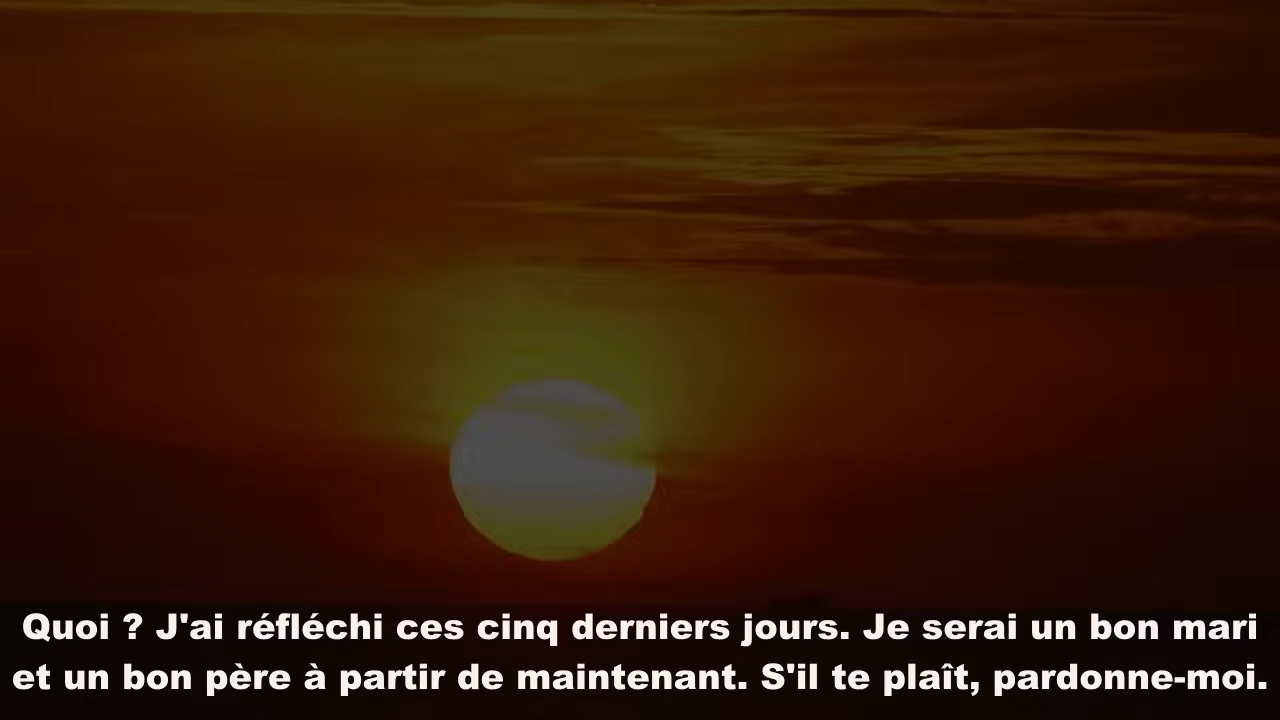 Quoi ? J'ai réfléchi ces cinq derniers jours. Je serai un bon mari
et un bon père à partir de maintenant. S'il te plaît, pardonne-moi.